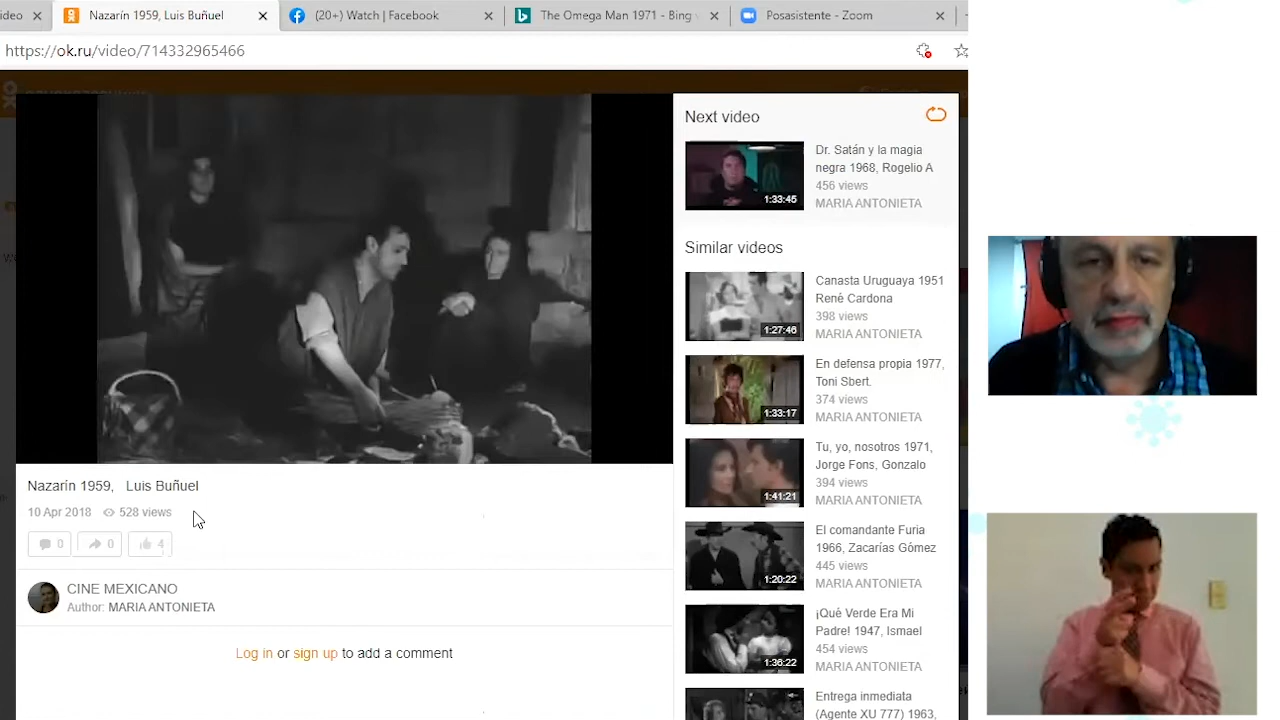 ideo
Nazarín 1959, Luis Buñuel
(20+) Watch | Facebook
The Omega Man 1971 - Bing
Posasistente - Zoom
https://ok.ru/video/714332965466
Next video
Dr. Satán y la magia
negra 1968, Rogelio A
456 views
MARIA ANTONIETA
1:33:45
Similar videos
Canasta Uruguaya 1951
René Cardona
398 views
MARIA ANTONIETA
1:27:46
En defensa propia 1977,
Toni Sbert.
374 views
MARIA ANTONIETA
1:33:17
Tu, yo, nosotros 1971,
Jorge Fons, Gonzalo
394 views
MARIA ANTONIETA
1:41:21
El comandante Furia
1966, Zacarías Gómez
445 views
MARIA ANTONIETA
1:20:22
¡Qué Verde Era Mi
Padre! 1947, Ismael
454 views
MARIA ANTONIETA
1:36:22
Entrega inmediata
(Agente XU 777) 1963,
Nazarín 1959, Luis Buñuel
10 Apr 2018 528 views
0 0 4
CINE MEXICANO
Author: MARIA ANTONIETA
Log in or sign up to add a comment